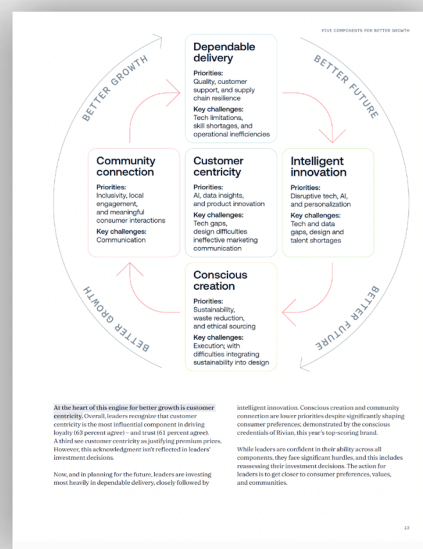 FIVE COMPONENTS FOR BETTER GROWTH
BETTER GROWTH
BETTER FUTURE
Dependable
delivery
Priorities:
Quality, customer
support, and supply
chain resilience
Key challenges:
Tech limitations,
skill shortages, and
operational inefficiencies
Community
connection
Priorities:
Inclusivity, local
engagement,
and meaningful
consumer interactions
Key challenges:
Communication
Customer
centricity
Priorities:
AI, data insights,
and product innovation
Key challenges:
Tech gaps,
design difficulties
ineffective marketing
communication
Intelligent
innovation
Priorities:
Disruptive tech, AI,
and personalization
Key challenges:
Tech and data
gaps, design and
talent shortages
Conscious
creation
Priorities:
Sustainability,
waste reduction,
and ethical sourcing
Key challenges:
Execution; with
difficulties integrating
sustainability into design
BETTER GROWTH
BETTER FUTURE
At the heart of this engine for better growth is customer
centricity. Overall, leaders recognize that customer
centricity is the most influential component in driving
loyalty (63 percent agree) – and trust (61 percent agree).
A third see customer centricity as justifying premium prices.
However, this acknowledgment isn't reflected in leaders'
investment decisions.
Now, and in planning for the future, leaders are investing
most heavily in dependable delivery, closely followed by
intelligent innovation. Conscious creation and community
connection are lower priorities despite significantly shaping
consumer preferences; demonstrated by the conscious
credentials of Rivian, this year's top-scoring brand.
While leaders are confident in their ability across all
components, they face significant hurdles, and this includes
reassessing their investment decisions. The action for
leaders is to get closer to consumer preferences, values,
and communities.